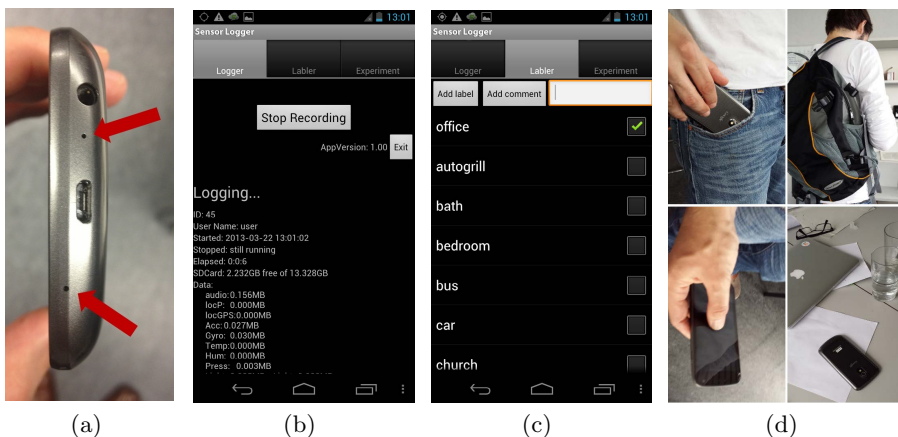 13:01
Sensor Logger
Logger Labler Experiment
Stop Recording
AppVersion: 1.00 Exit
Logging...
ID: 45
User Name: user
Started: 2013-03-22 13:01:02
Stopped: still running
Elapsed: 0:0:6
SDCard: 2.232GB free of 13.328GB
Data:
audio:0.156MB
locP: 0.000MB
locGPS:0.000MB
Acc: 0.027MB
Gyro: 0.030MB
Temp:0.000MB
Hum: 0.000MB
Press: 0.003MB
13:01
Sensor Logger
Logger Labler Experiment
Add label Add comment
office
autogrill
bath
bedroom
bus
car
church
(a) (b) (c) (d)